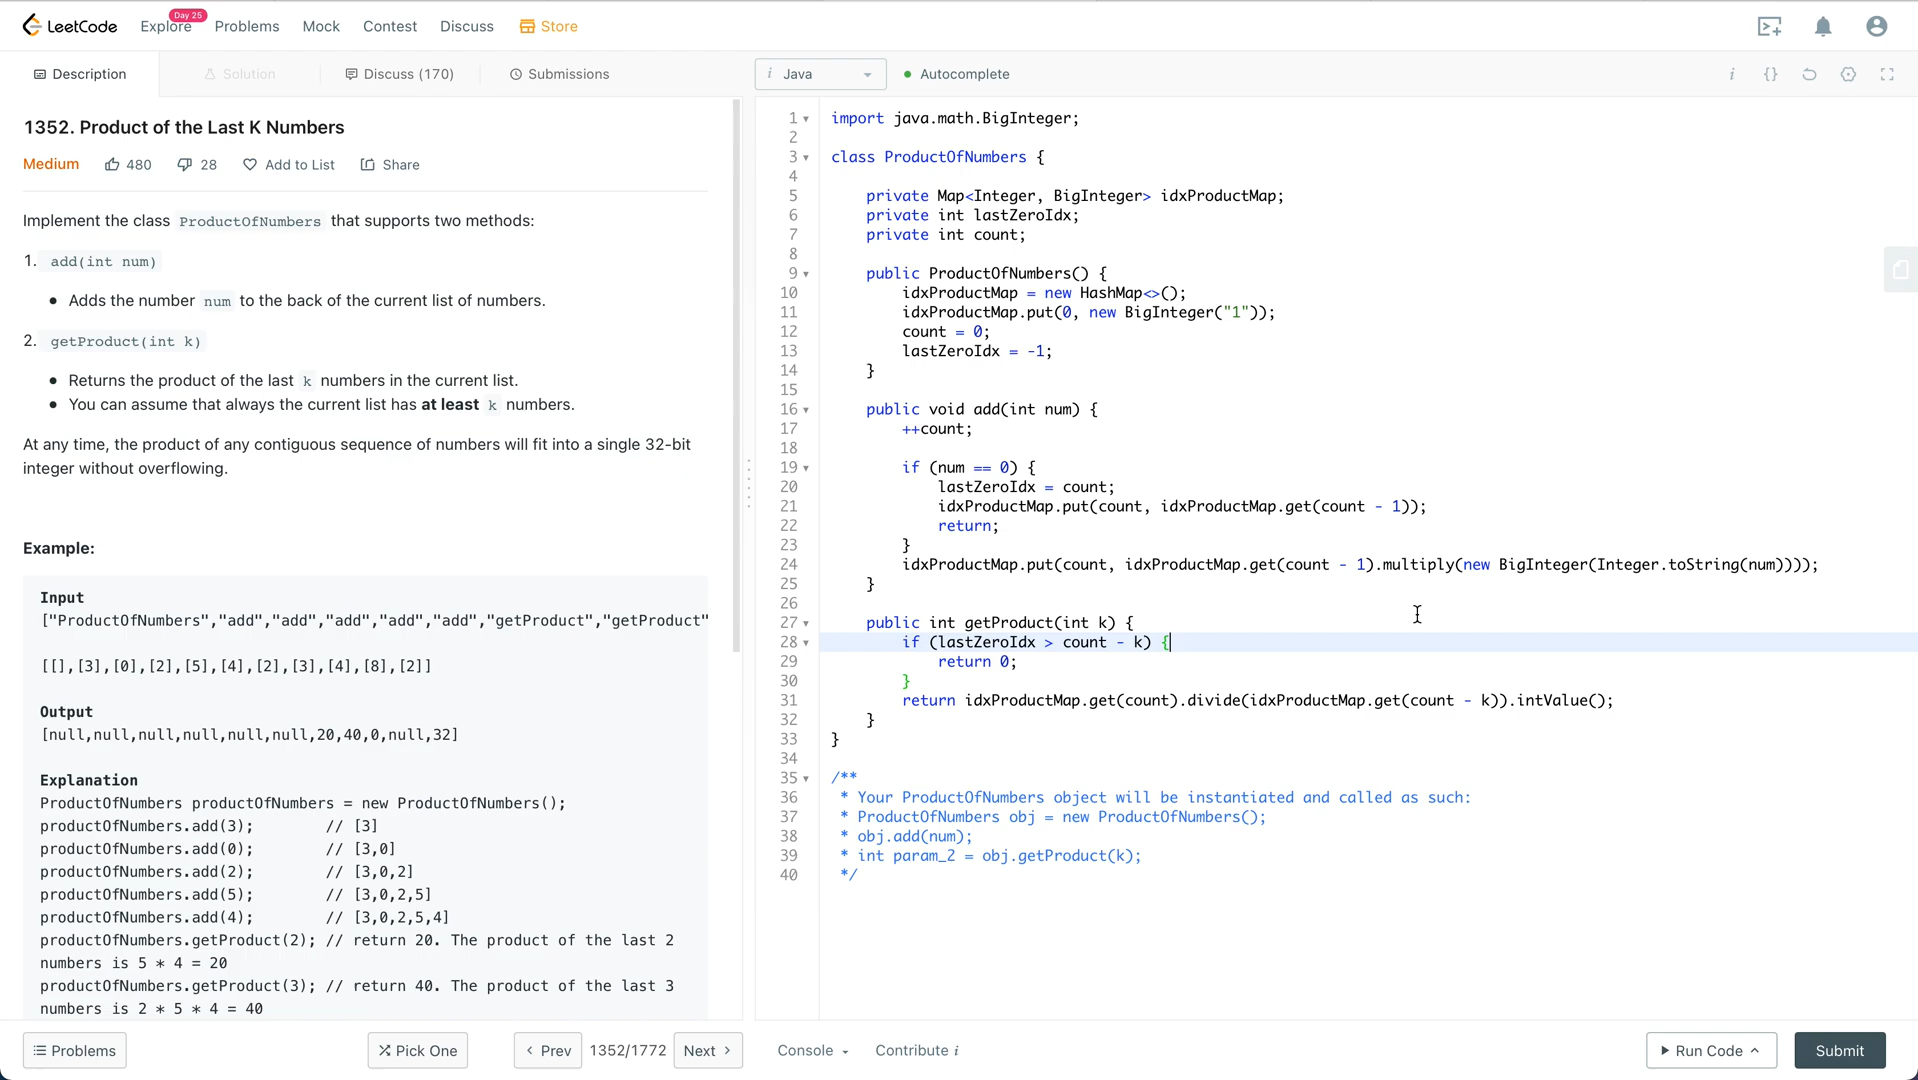 LeetCode
Day 25
Explore
Problems
Mock
Contest
Discuss
Store
Description
Solution
Discuss (170)
Submissions
i Java
Autocomplete
i {}
1352. Product of the Last K Numbers
Medium 480 28 Add to List Share
Implement the class ProductOfNumbers that supports two methods:
1. add(int num)
• Adds the number num to the back of the current list of numbers.
2. getProduct(int k)
• Returns the product of the last k numbers in the current list.
• You can assume that always the current list has at least k numbers.
At any time, the product of any contiguous sequence of numbers will fit into a single 32-bit
integer without overflowing.
Example:
Input
["ProductOfNumbers","add","add","add","add","add","getProduct","getProduct"
[[],[3],[0],[2],[5],[4],[2],[3],[4],[8],[2]]
Output
[null,null,null,null,null,null,20,40,0,null,32]
Explanation
ProductOfNumbers productOfNumbers = new ProductOfNumbers();
productOfNumbers.add(3);        // [3]
productOfNumbers.add(0);        // [3,0]
productOfNumbers.add(2);        // [3,0,2]
productOfNumbers.add(5);        // [3,0,2,5]
productOfNumbers.add(4);        // [3,0,2,5,4]
productOfNumbers.getProduct(2); // return 20. The product of the last 2
numbers is 5 * 4 = 20
productOfNumbers.getProduct(3); // return 40. The product of the last 3
numbers is 2 * 5 * 4 = 40
1 import java.math.BigInteger;
2
3 class ProductOfNumbers {
4
5     private Map<Integer, BigInteger> idxProductMap;
6     private int lastZeroIdx;
7     private int count;
8
9     public ProductOfNumbers() {
10         idxProductMap = new HashMap<>();
11         idxProductMap.put(0, new BigInteger("1"));
12         count = 0;
13         lastZeroIdx = -1;
14     }
15
16     public void add(int num) {
17         ++count;
18
19         if (num == 0) {
20             lastZeroIdx = count;
21             idxProductMap.put(count, idxProductMap.get(count - 1));
22             return;
23         }
24         idxProductMap.put(count, idxProductMap.get(count - 1).multiply(new BigInteger(Integer.toString(num))));
25     }
26
27     public int getProduct(int k) {
28         if (lastZeroIdx > count - k) {
29             return 0;
30         }
31         return idxProductMap.get(count).divide(idxProductMap.get(count - k)).intValue();
32     }
33 }
34
35 /**
36  * Your ProductOfNumbers object will be instantiated and called as such:
37  * ProductOfNumbers obj = new ProductOfNumbers();
38  * obj.add(num);
39  * int param_2 = obj.getProduct(k);
40  */
Problems
Pick One
Prev
1352/1772
Next
Console
Contribute i
Run Code
Submit